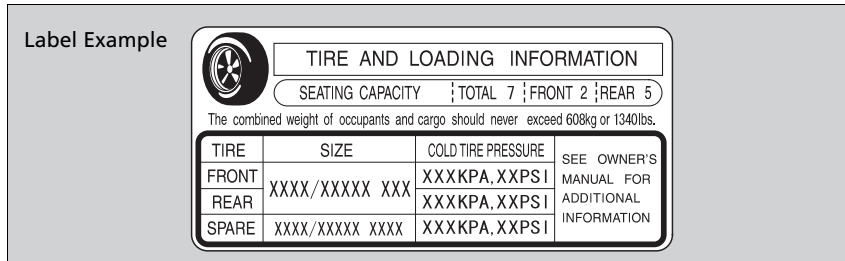 Label Example
TIRE AND LOADING INFORMATION
SEATING CAPACITY TOTAL 7 FRONT 2 REAR 5
The combined weight of occupants and cargo should never exceed 608kg or 1340lbs.
TIRE SIZE COLD TIRE PRESSURE SEE OWNER'S MANUAL FOR ADDITIONAL INFORMATION
FRONT XXXX/XXXXX XXX XXXKPA,XXPSI
REAR XXXKPA,XXPSI
SPARE XXXX/XXXXX XXXX XXXKPA,XXPSI